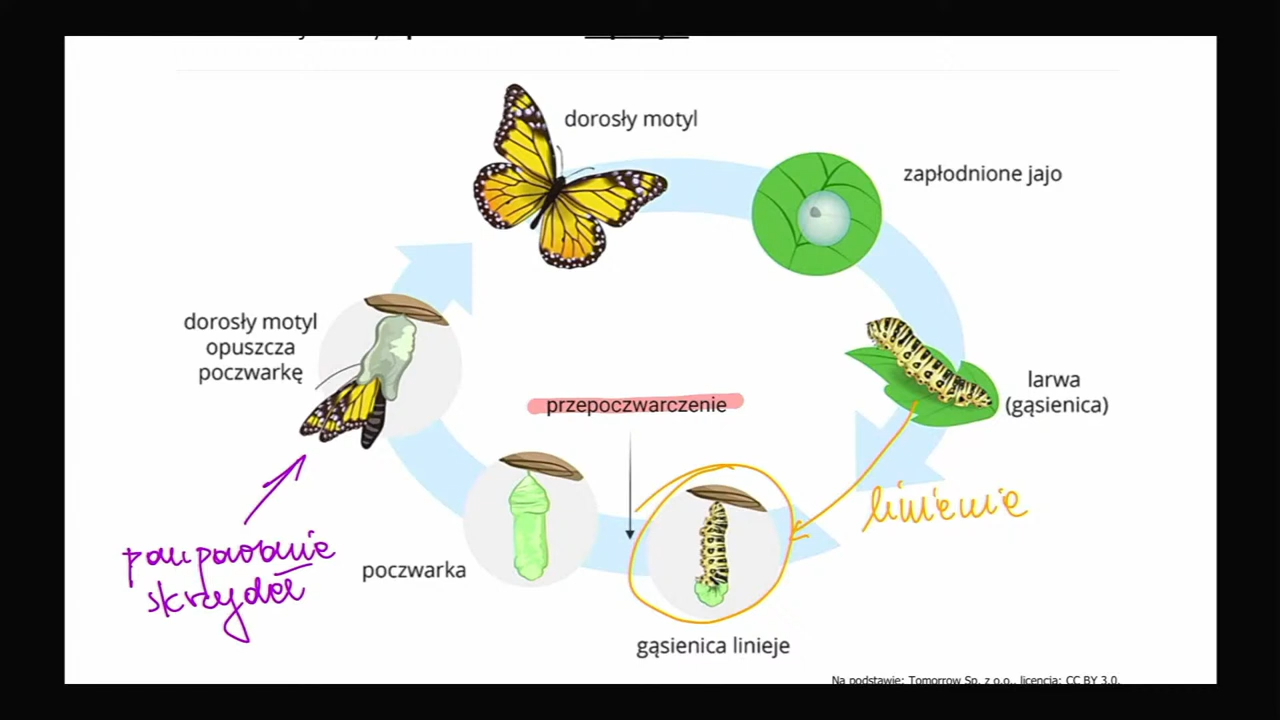 dorosły motyl
zapłodnione jajo
dorosły motyl
opuszcza
poczwarkę
larwa
(gąsienica)
przepoczwarczenie
linienie
skrzydeł
poczwarka
gąsienica linieje
Na podstawie: Tomorrow Sp. z o.o., licencja: CC BY 3.0.